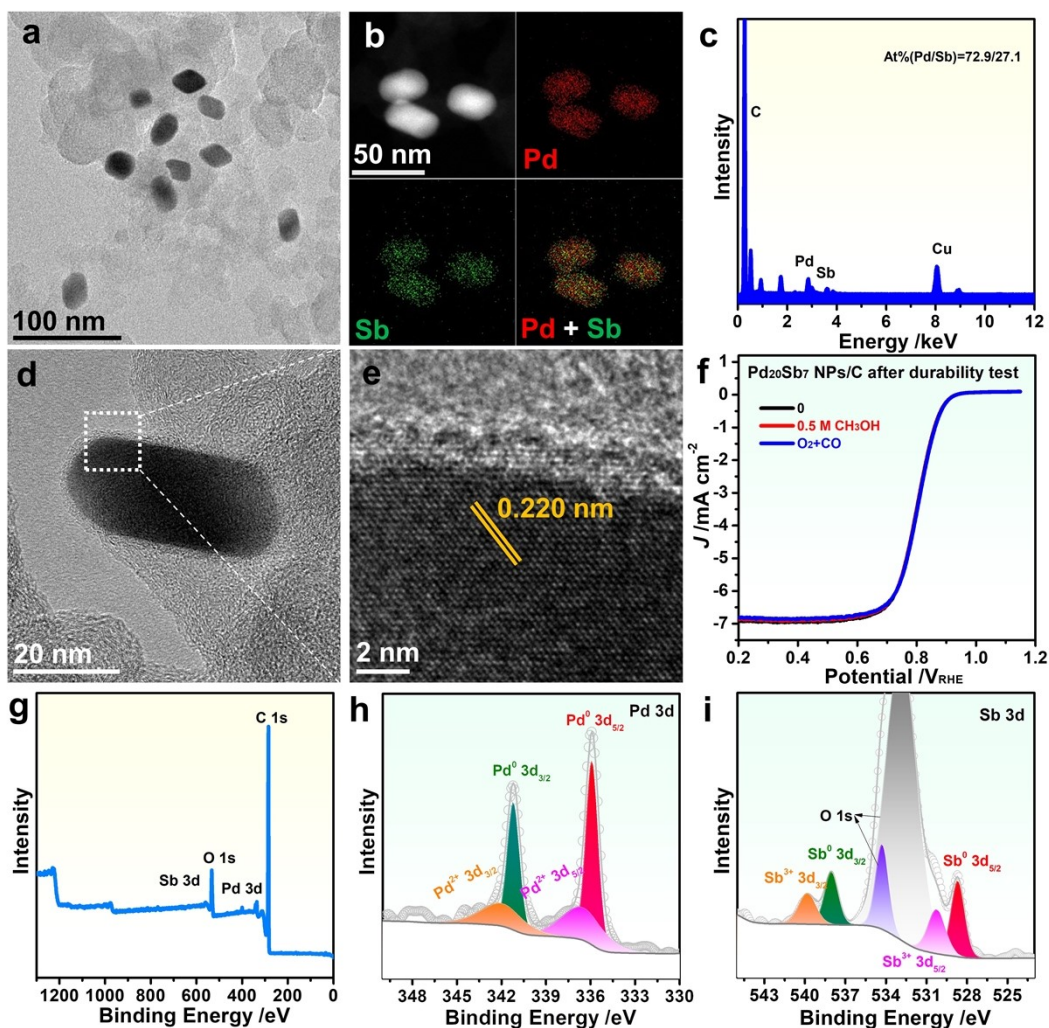 a
100 nm
b
50 nm
Pd
Sb
Pd + Sb
c
At%(Pd/Sb)=72.9/27.1
C
Pd
Sb
Cu
Intensity
0 2 4 6 8 10 12
Energy /keV
d
20 nm
e
0.220 nm
2 nm
f
Pd₂₀Sb₇ NPs/C after durability test
0
0.5 M CH₃OH
O₂+CO
J /mA cm⁻²
1
0
-1
-2
-3
-4
-5
-6
-7
0.2 0.4 0.6 0.8 1.0 1.2
Potential /V_RHE
g
C 1s
O 1s
Sb 3d
Pd 3d
Intensity
1200 1000 800 600 400 200 0
Binding Energy /eV
h
Pd 3d
Pd⁰ 3d₅/₂
Pd⁰ 3d₃/₂
Pd²⁺ 3d₃/₂
Pd²⁺ 3d₅/₂
Intensity
348 345 342 339 336 333 330
Binding Energy /eV
i
Sb 3d
O 1s
Sb⁰ 3d₃/₂
Sb³⁺ 3d₃/₂
Sb⁰ 3d₅/₂
Sb³⁺ 3d₅/₂
Intensity
543 540 537 534 531 528 525
Binding Energy /eV